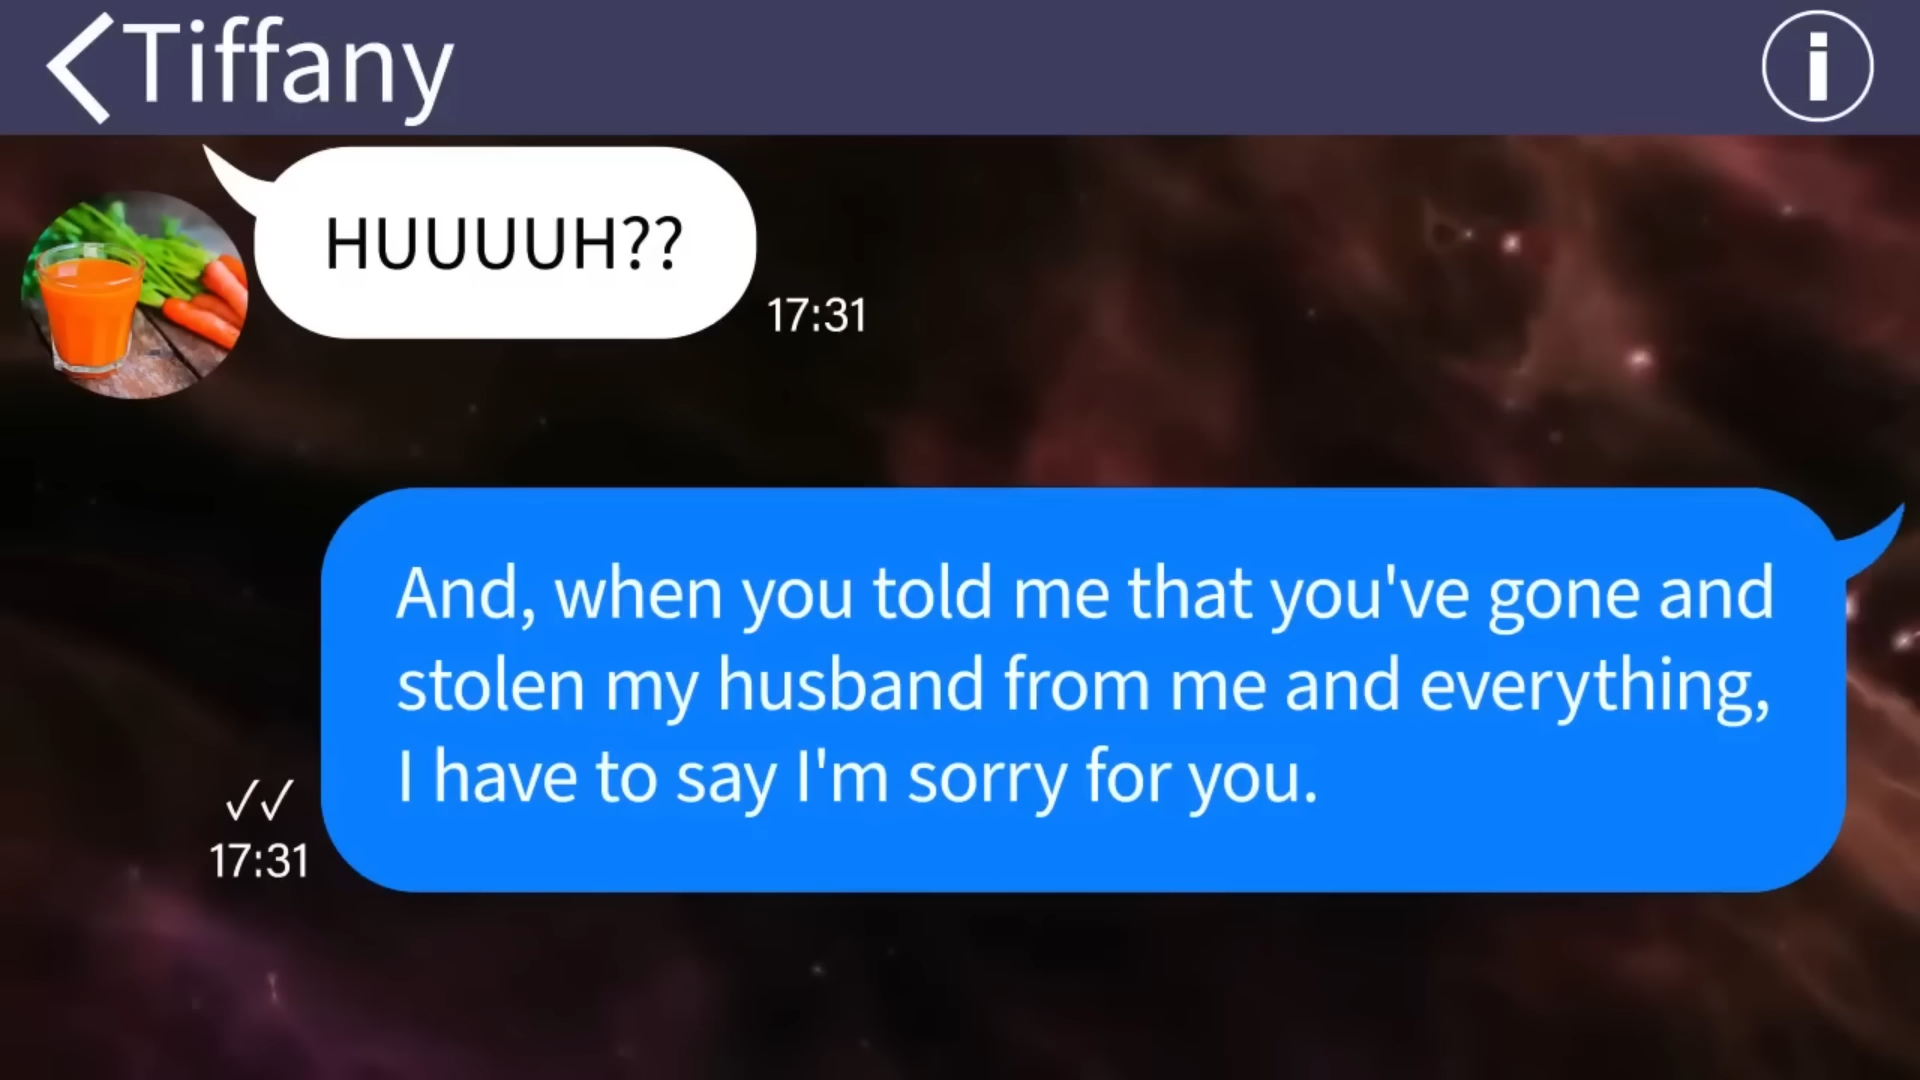 Tiffany
HUUUUH??
17:31
And, when you told me that you've gone and
stolen my husband from me and everything,
I have to say I'm sorry for you.
17:31